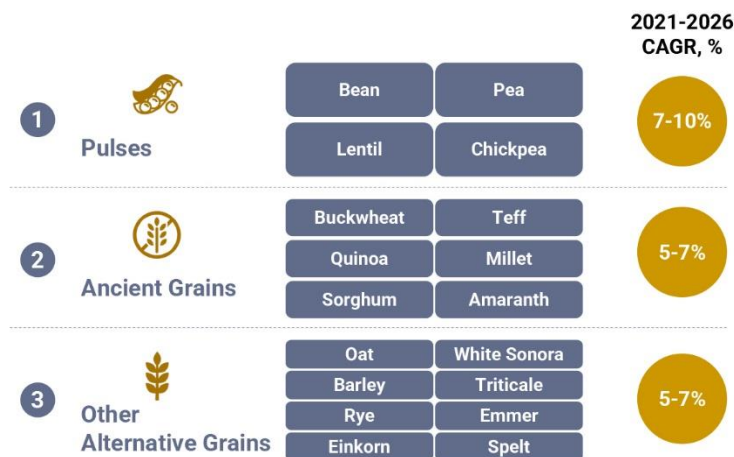 2021-2026
CAGR, %
1
Pulses
Bean
Pea
Lentil
Chickpea
7-10%
2
Ancient Grains
Buckwheat
Teff
Quinoa
Millet
Sorghum
Amaranth
5-7%
3
Other
Alternative Grains
Oat
White Sonora
Barley
Triticale
Rye
Emmer
Einkorn
Spelt
5-7%